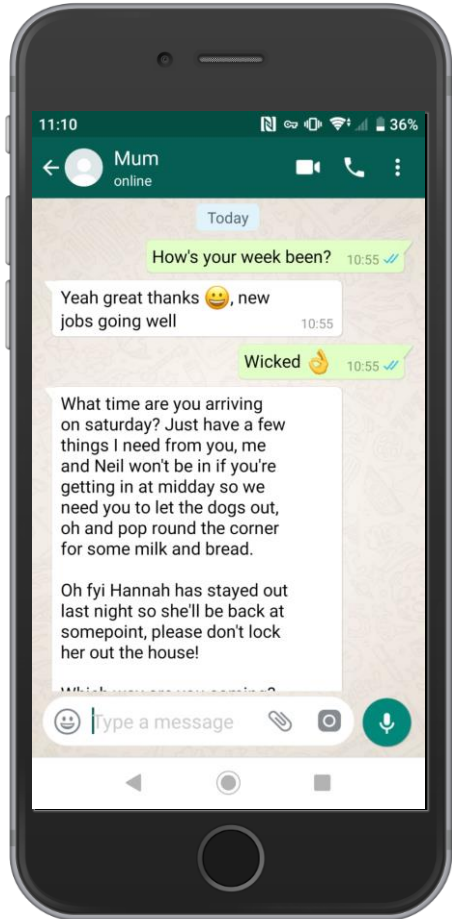 11:10 36%
Mum
online
Today
How's your week been? 10:55
Yeah great thanks 😀, new
jobs going well 10:55
Wicked 👌 10:55
What time are you arriving
on saturday? Just have a few
things I need from you, me
and Neil won't be in if you're
getting in at midday so we
need you to let the dogs out,
oh and pop round the corner
for some milk and bread.
Oh fyi Hannah has stayed out
last night so she'll be back at
somepoint, please don't lock
her out the house!
Which way are you coming?
Type a message